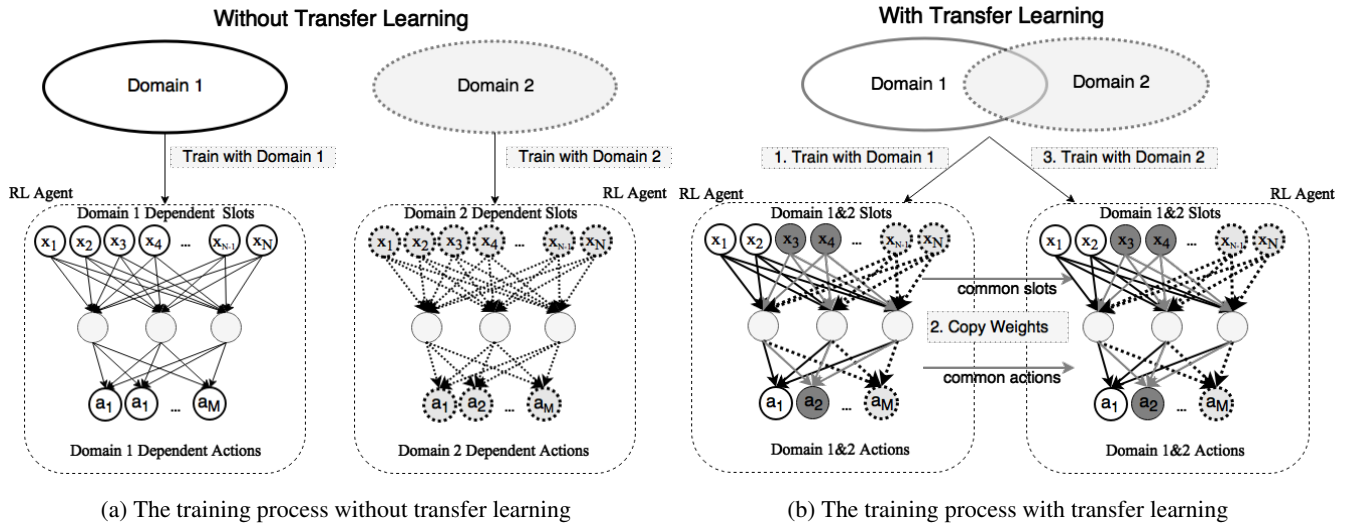 Without Transfer Learning
Domain 1
Domain 2
Train with Domain 1
Train with Domain 2
RL Agent
RL Agent
Domain 1 Dependent Slots
x1 x2 x3 x4 ... xN-1 xN
a1 a1 ... aM
Domain 1 Dependent Actions
Domain 2 Dependent Slots
x1 x2 x3 x4 ... xN-1 xN
a1 a2 ... aM
Domain 2 Dependent Actions
(a) The training process without transfer learning
With Transfer Learning
Domain 1
Domain 2
1. Train with Domain 1
3. Train with Domain 2
RL Agent
RL Agent
Domain 1&2 Slots
x1 x2 x3 x4 ... xN-1 xN
a1 a2 ... aM
Domain 1&2 Actions
common slots
2. Copy Weights
common actions
Domain 1&2 Slots
x1 x2 x3 x4 ... xN-1 xN
a1 a2 ... aM
Domain 1&2 Actions
(b) The training process with transfer learning